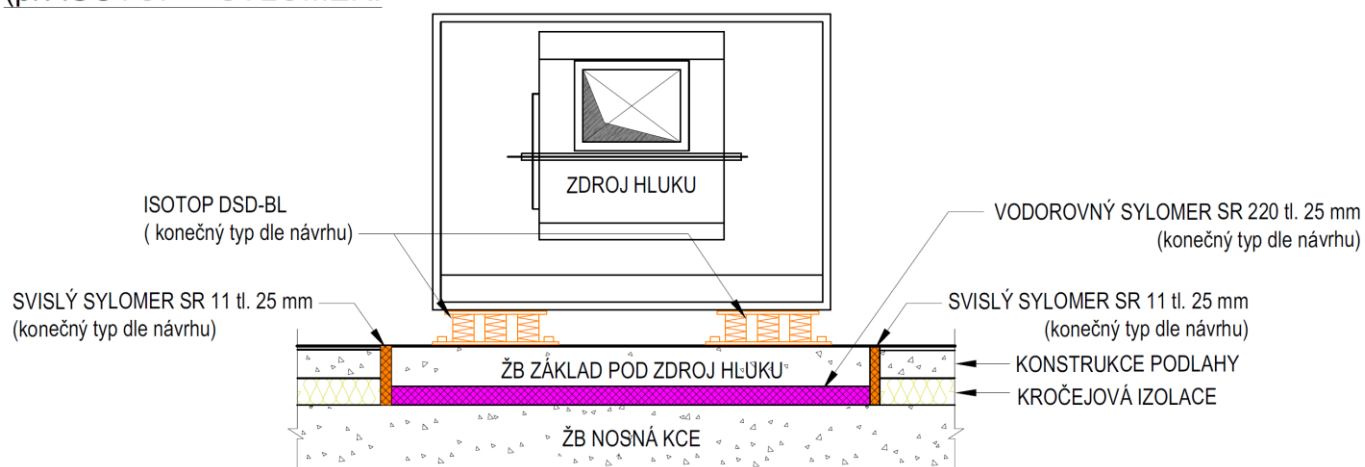 ZDROJ HLUKU
ISOTOP DSD-BL
( konečný typ dle návrhu)
VODOROVNÝ SYLOMER SR 220 tl. 25 mm
(konečný typ dle návrhu)
SVISLÝ SYLOMER SR 11 tl. 25 mm
(konečný typ dle návrhu)
SVISLÝ SYLOMER SR 11 tl. 25 mm
(konečný typ dle návrhu)
ŽB ZÁKLAD POD ZDROJ HLUKU
KONSTRUKCE PODLAHY
KROČEJOVÁ IZOLACE
ŽB NOSNÁ KCE